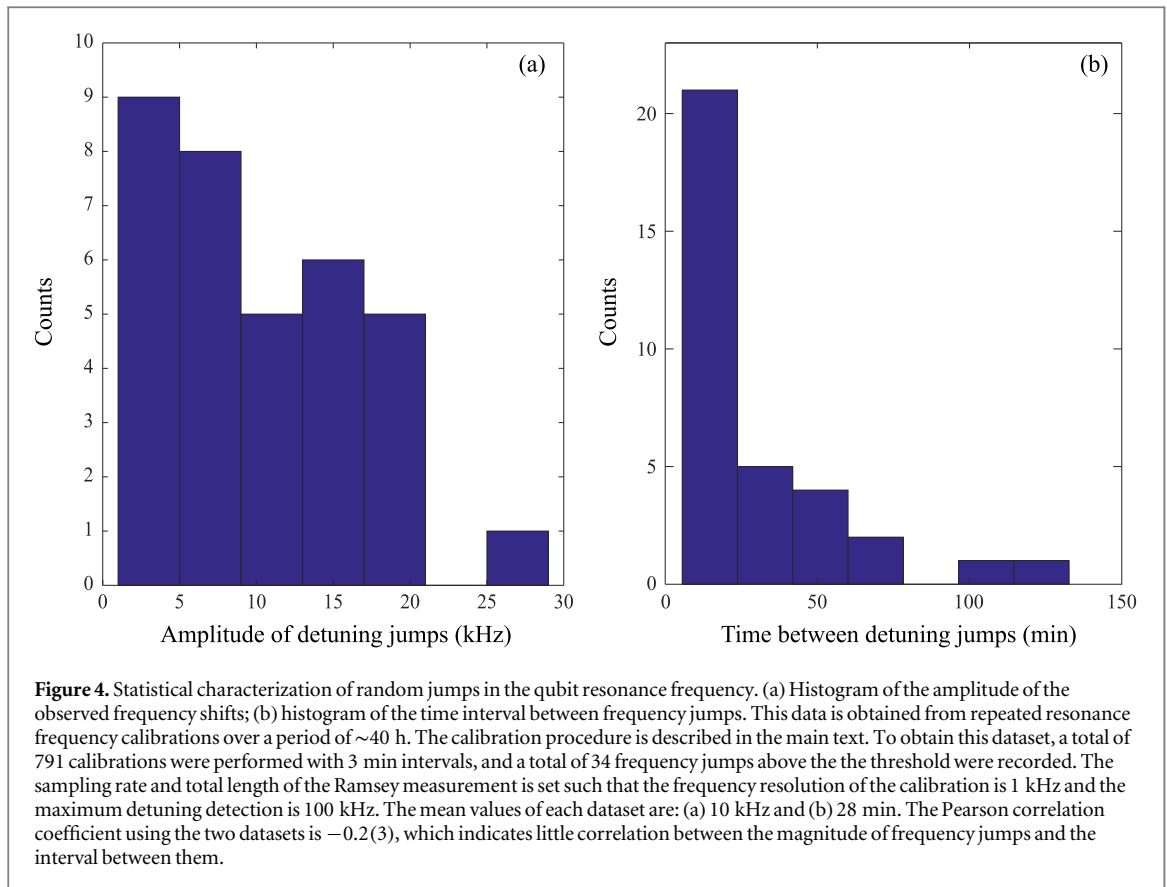 (a)
10
9
8
7
6
5
4
3
2
1
0
Counts
0 5 10 15 20 25 30
Amplitude of detuning jumps (kHz)
(b)
20
15
10
5
0
Counts
0 50 100 150
Time between detuning jumps (min)
Figure 4. Statistical characterization of random jumps in the qubit resonance frequency. (a) Histogram of the amplitude of the
observed frequency shifts; (b) histogram of the time interval between frequency jumps. This data is obtained from repeated resonance
frequency calibrations over a period of ~40 h. The calibration procedure is described in the main text. To obtain this dataset, a total of
791 calibrations were performed with 3 min intervals, and a total of 34 frequency jumps above the the threshold were recorded. The
sampling rate and total length of the Ramsey measurement is set such that the frequency resolution of the calibration is 1 kHz and the
maximum detuning detection is 100 kHz. The mean values of each dataset are: (a) 10 kHz and (b) 28 min. The Pearson correlation
coefficient using the two datasets is −0.2(3), which indicates little correlation between the magnitude of frequency jumps and the
interval between them.